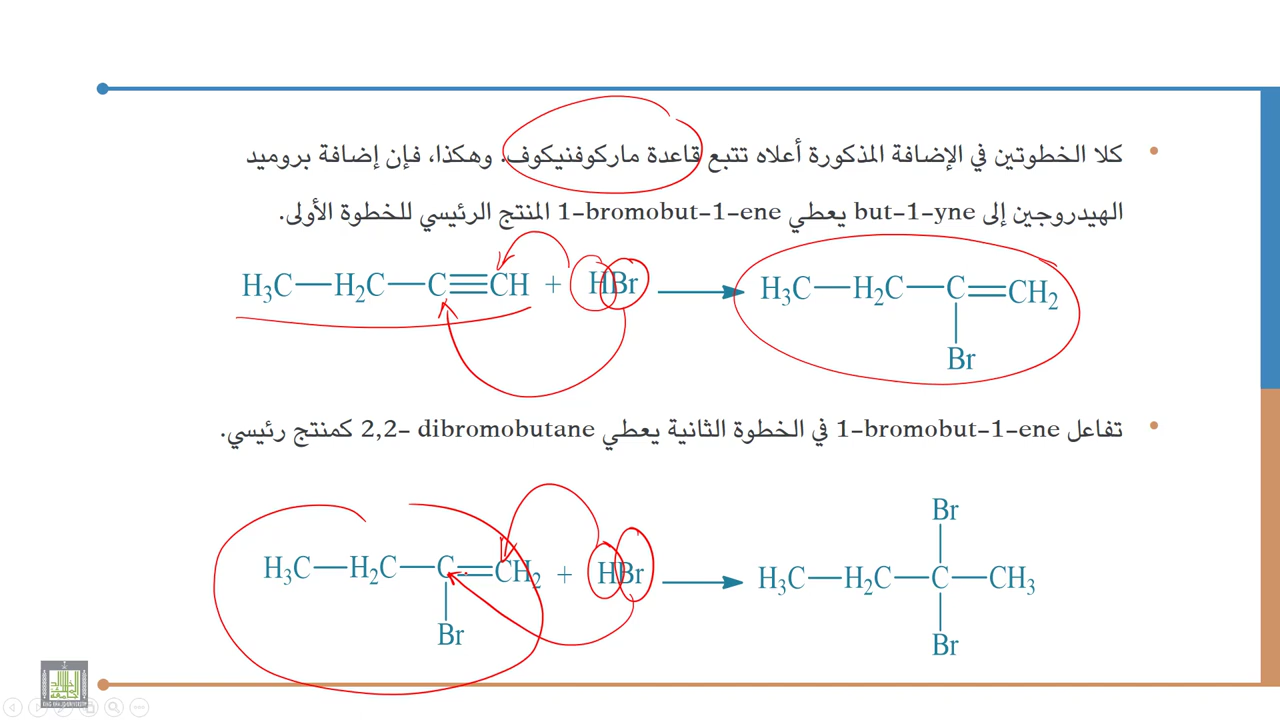 كلا الخطوتين في الإضافة المذكورة أعلاه تتبع قاعدة ماركوفنيكوف. وهكذا، فإن إضافة بروميد
الهيدروجين إلى but-1-yne يعطي 1-bromobut-1-ene المنتج الرئيسي للخطوة الأولى.
H₃C—H₂C—C≡CH + HBr → H₃C—H₂C—C=CH₂
Br
تفاعل 1-bromobut-1-ene في الخطوة الثانية يعطي 2,2- dibromobutane كمنتج رئيسي.
Br
H₃C—H₂C—C=CH₂ + HBr → H₃C—H₂C—C—CH₃
Br Br